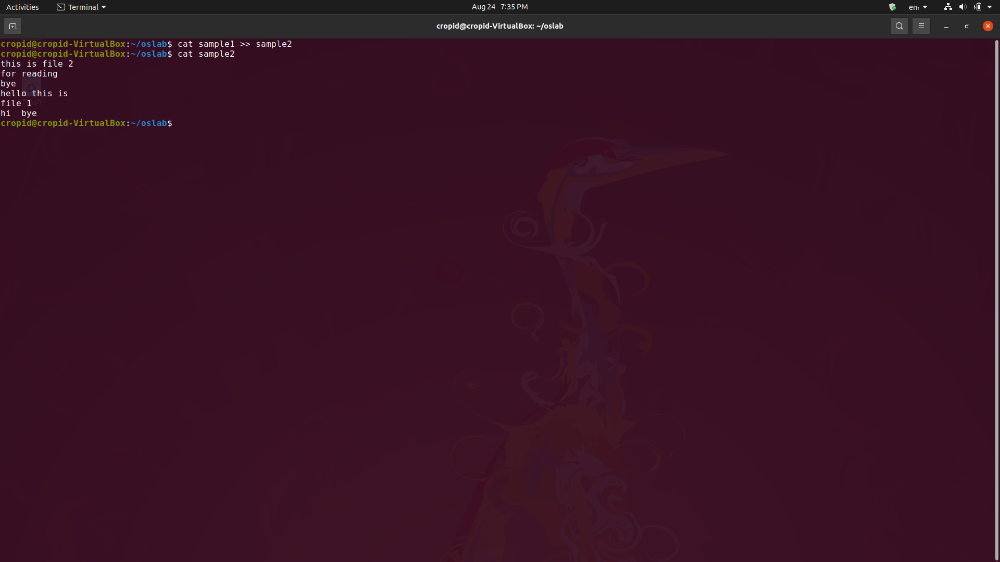 Activities Terminal Aug 24 7:35 PM en₁
cropid@cropid-VirtualBox: ~/oslab
cropid@cropid-VirtualBox:~/oslab$ cat sample1 >> sample2
cropid@cropid-VirtualBox:~/oslab$ cat sample2
this is file 2
for reading
bye
hello this is
file 1
Trash
hi  bye
cropid@cropid-VirtualBox:~/oslab$